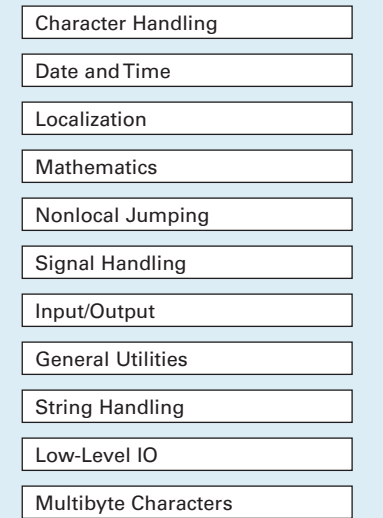 Character Handling
Date and Time
Localization
Mathematics
Nonlocal Jumping
Signal Handling
Input/Output
General Utilities
String Handling
Low-Level IO
Multibyte Characters